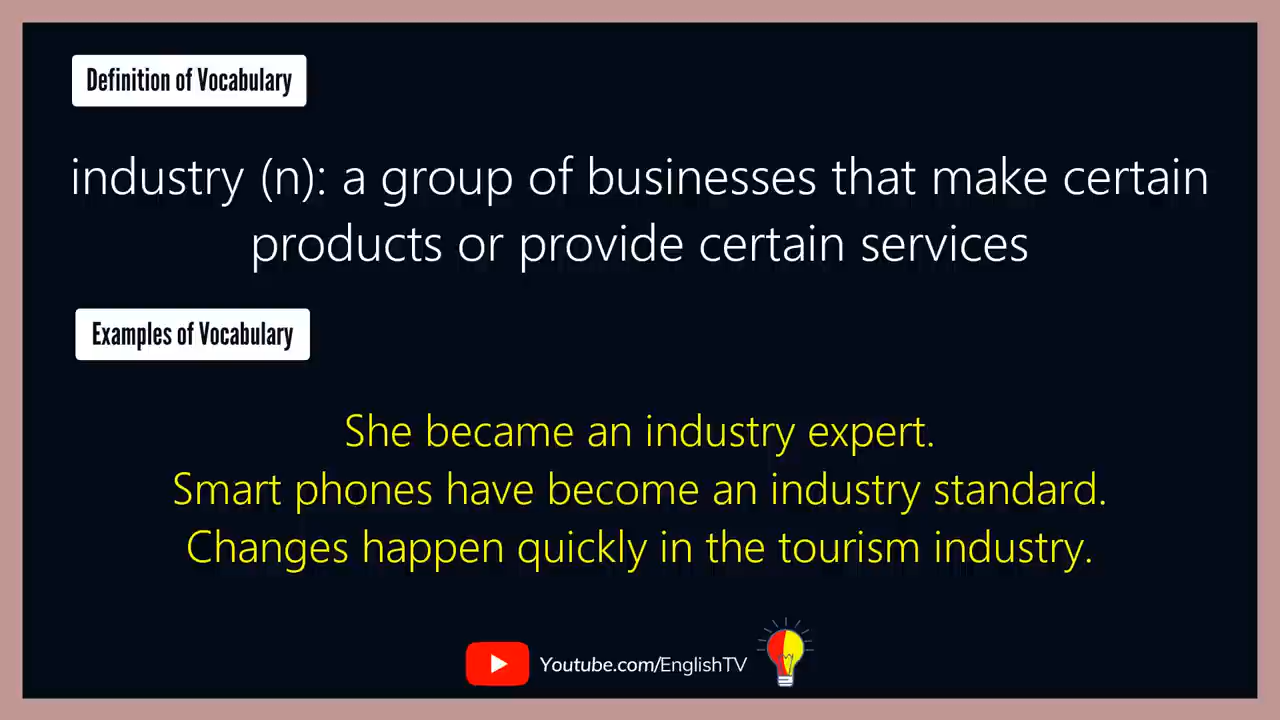 Definition of Vocabulary
industry (n): a group of businesses that make certain
products or provide certain services
Examples of Vocabulary
She became an industry expert.
Smart phones have become an industry standard.
Changes happen quickly in the tourism industry.
Youtube.com/EnglishTV